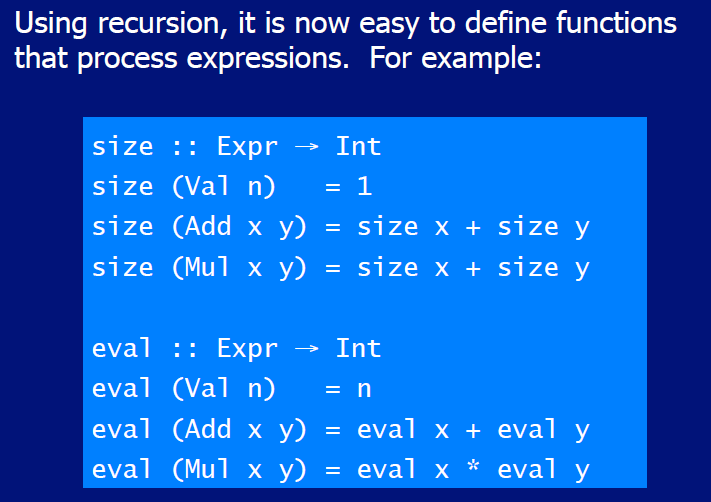 Using recursion, it is now easy to define functions
that process expressions.  For example:
size :: Expr → Int
size (Val n)   = 1
size (Add x y) = size x + size y
size (Mul x y) = size x + size y
eval :: Expr → Int
eval (Val n)   = n
eval (Add x y) = eval x + eval y
eval (Mul x y) = eval x * eval y